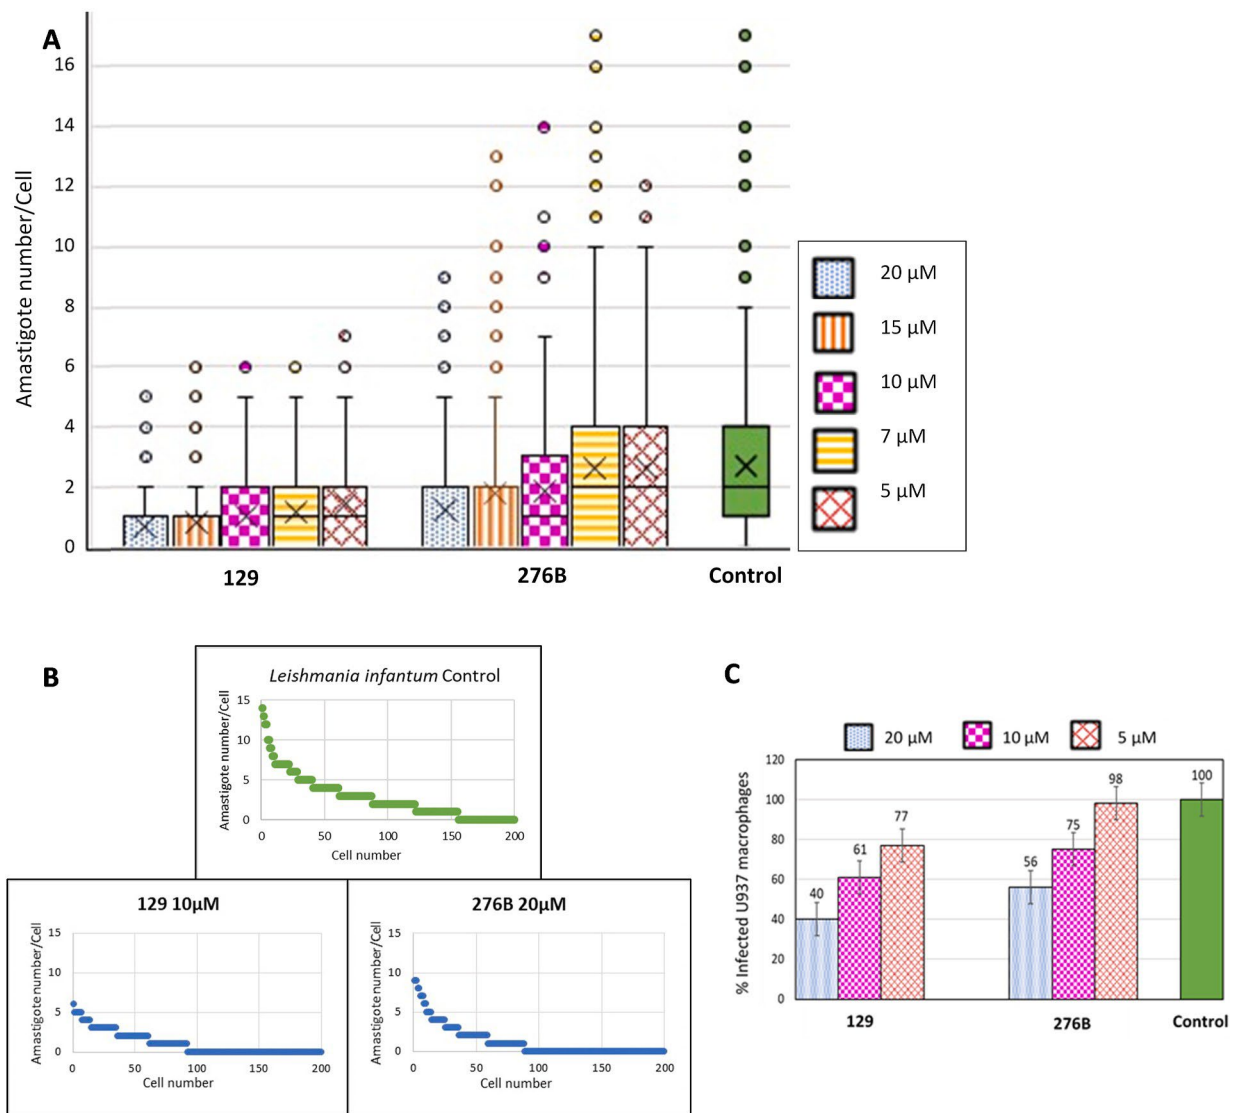 A
Amastigote number/Cell
16
14
12
10
8
6
4
2
0
129
276B
Control
20 μM
15 μM
10 μM
7 μM
5 μM
B
Leishmania infantum Control
Amastigote number/Cell
15
10
5
0
0 50 100 150 200
Cell number
129 10μM
Amastigote number/Cell
15
10
5
0
0 50 100 150 200
Cell number
276B 20μM
Amastigote number/Cell
15
10
5
0
0 50 100 150 200
Cell number
C
20 μM 10 μM 5 μM
% Infected U937 macrophages
120
100
80
60
40
20
0
40
61
77
56
75
98
100
129
276B
Control